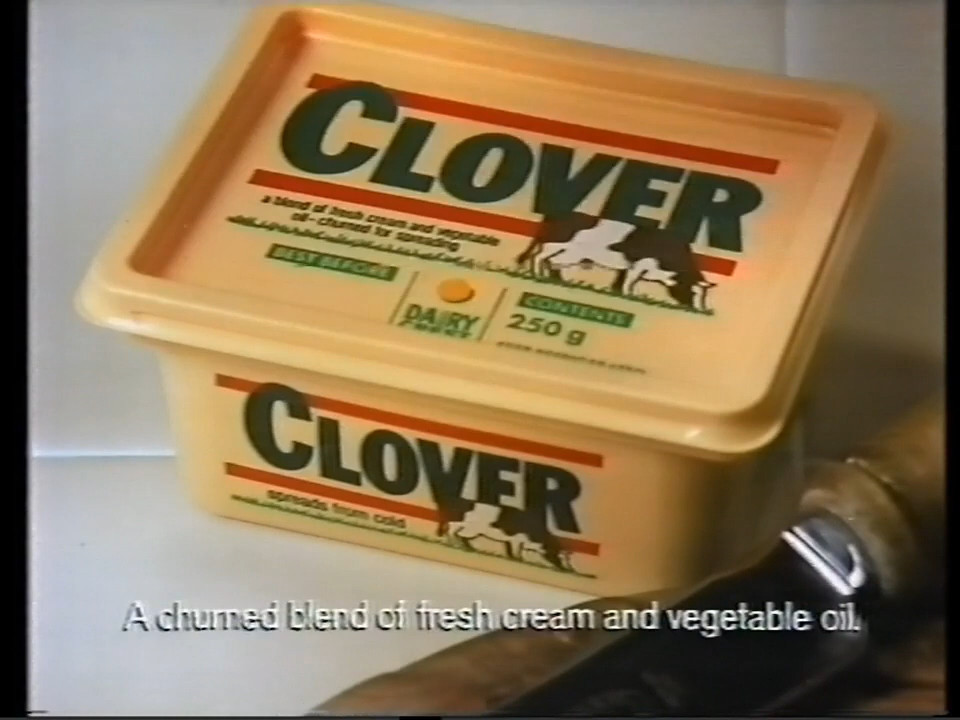 CLOVER
a blend of fresh cream and vegetable
oil - churned for spreading
BEST BEFORE
DAIRY
CREST
CONTENTS
250 g
CLOVER
spreads from cold
A churned blend of fresh cream and vegetable oil.